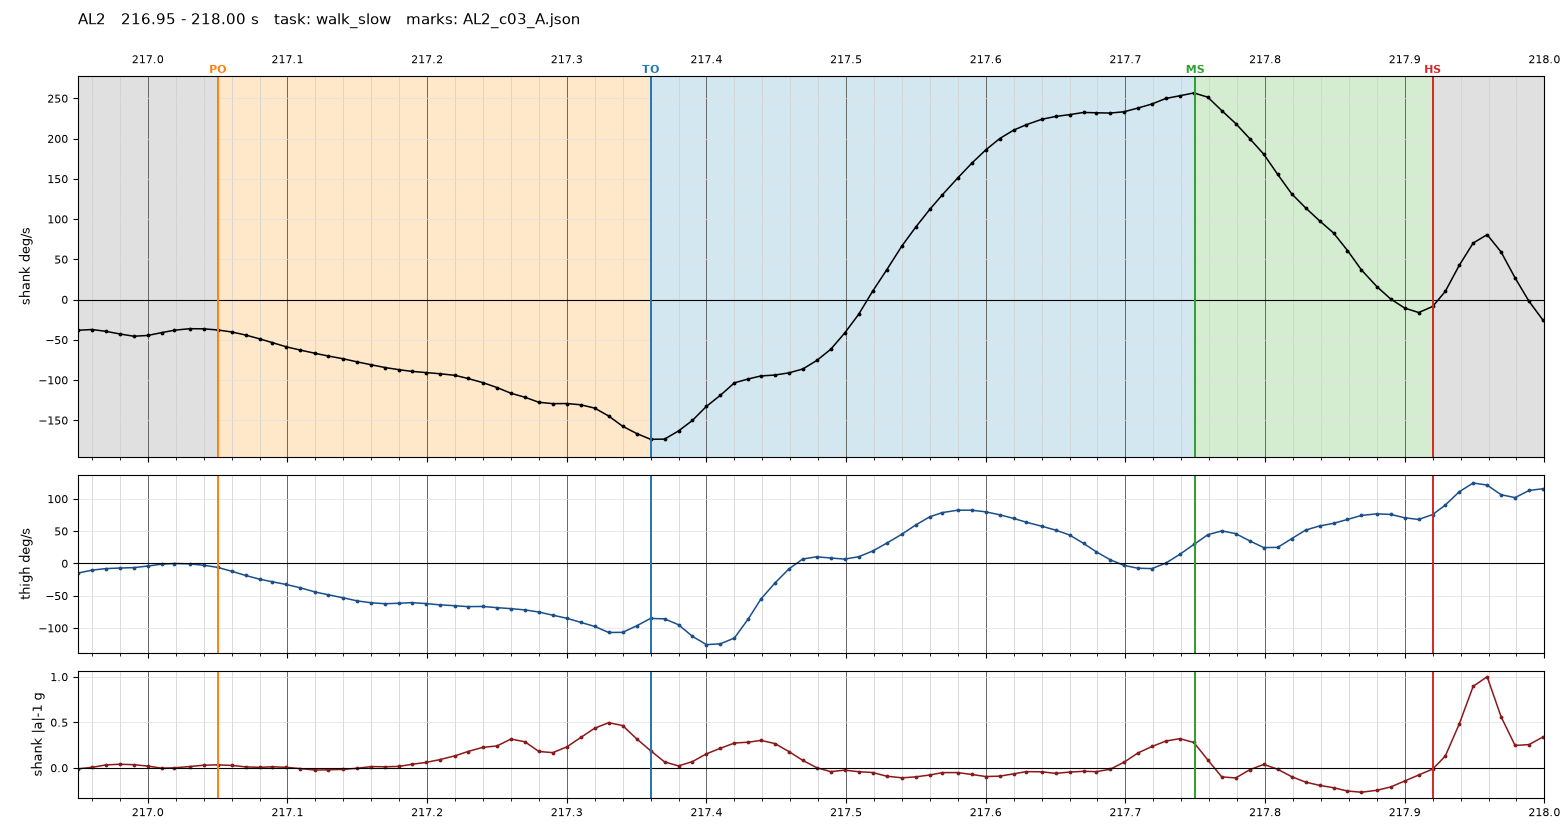 AL2 216.95 - 218.00 s task: walk_slow marks: AL2_c03_A.json
217.0 217.1 217.2 217.3 217.4 217.5 217.6 217.7 217.8 217.9 218.0
PO TO MS HS
250
200
150
100
50
0
−50
−100
−150
shank deg/s
100
50
0
−50
−100
thigh deg/s
1.0
0.5
0.0
shank |a|-1 g
217.0 217.1 217.2 217.3 217.4 217.5 217.6 217.7 217.8 217.9 218.0